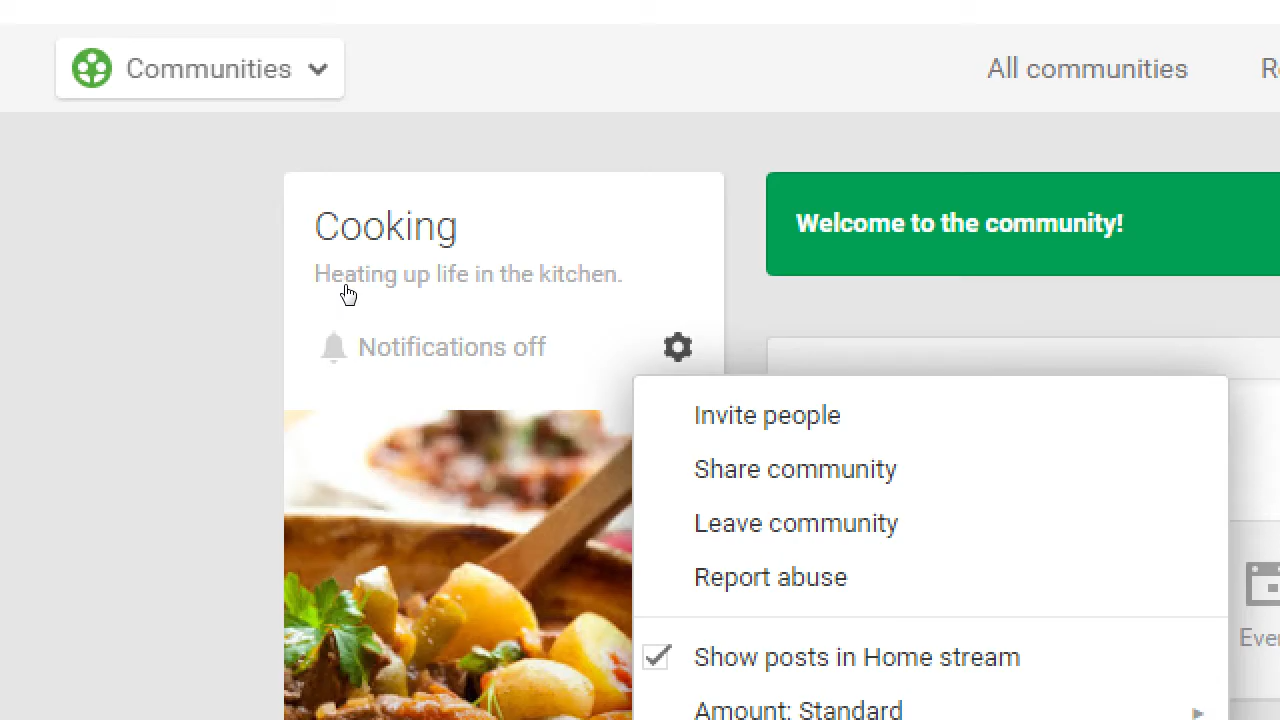 Communities
All communities
Cooking
Heating up life in the kitchen.
Welcome to the community!
Notifications off
Invite people
Share community
Leave community
Report abuse
Show posts in Home stream
Amount: Standard